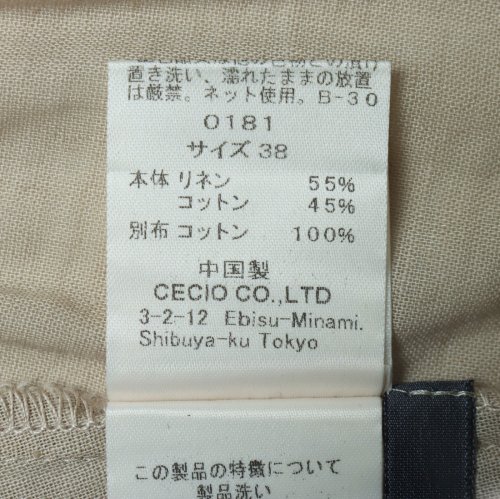 置き洗い、濡れたままの放置
は厳禁。ネット使用。B-30
0181
サイズ 38
本体 リネン 55%
コットン 45%
別布 コットン 100%
中国製
CECIO CO.,LTD
3-2-12 Ebisu-Minami.
Shibuya-ku Tokyo
この製品の特徴について
製品洗い